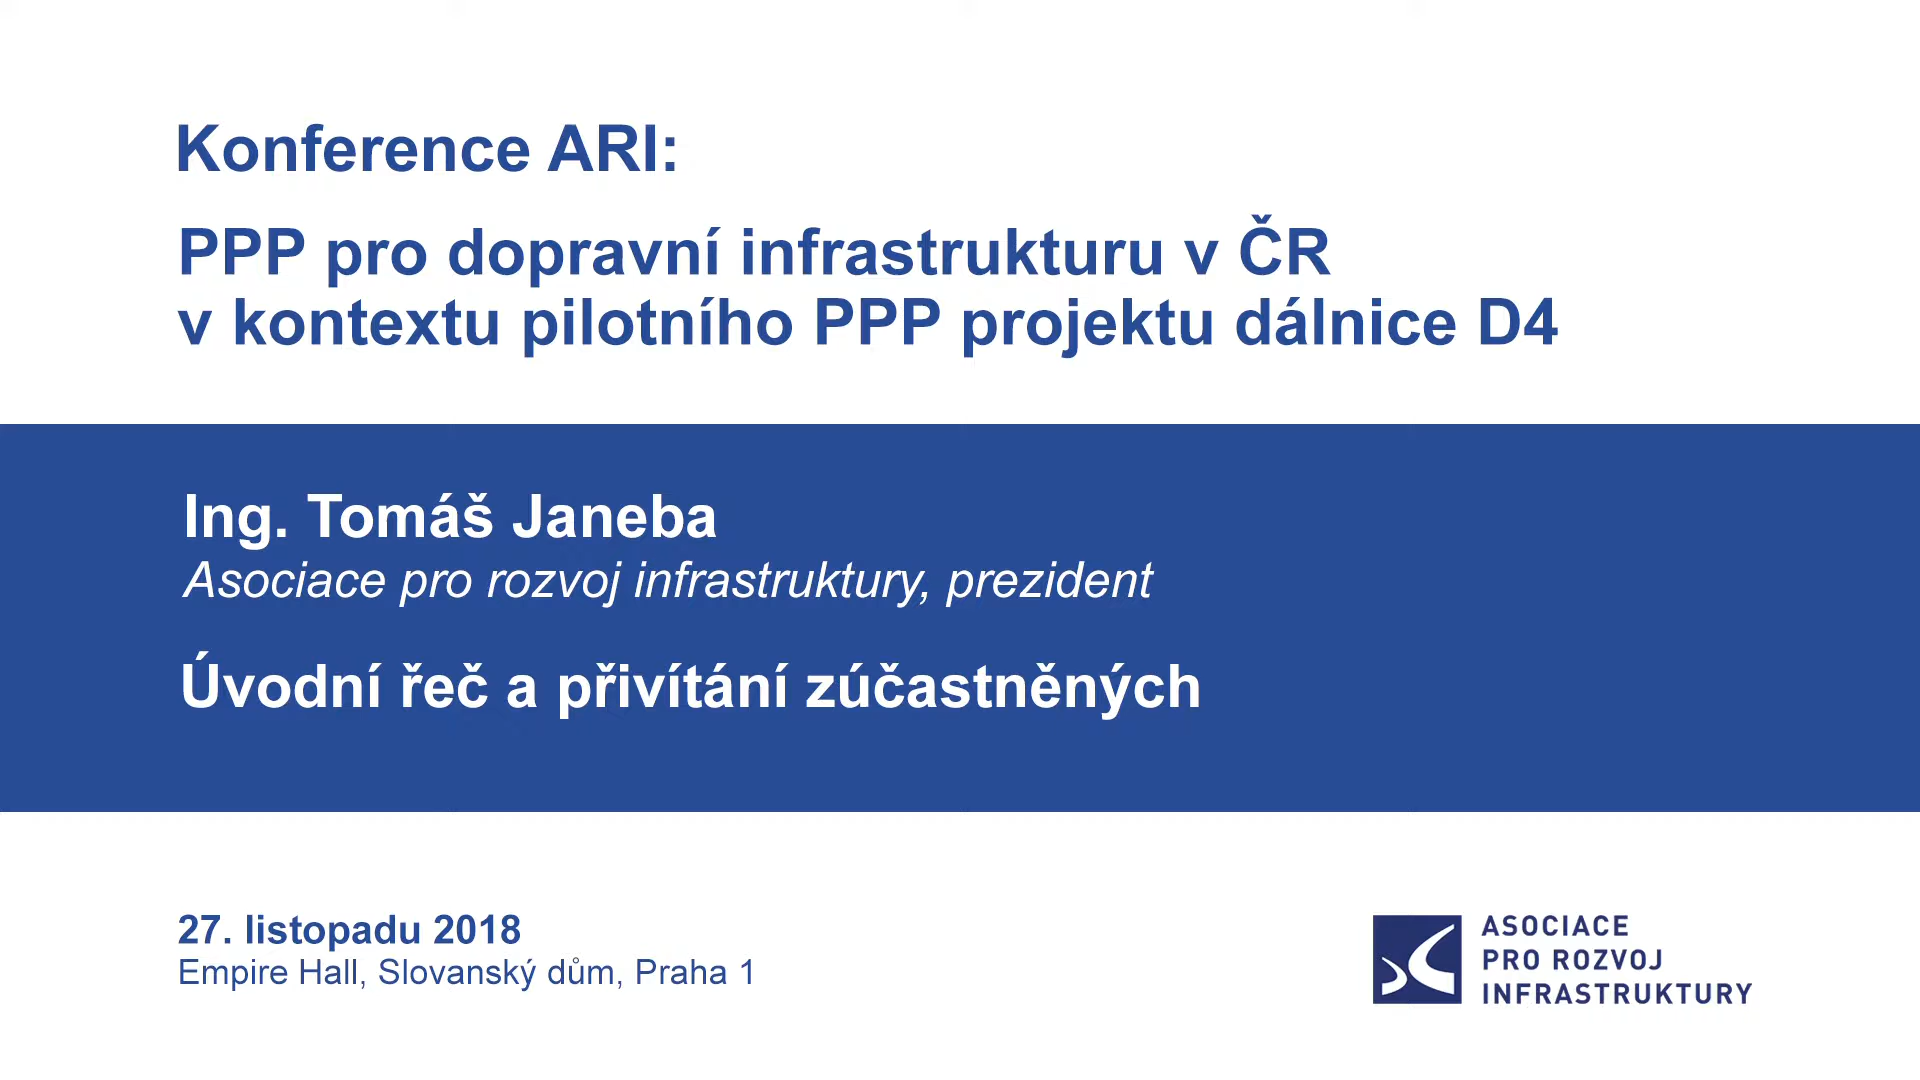 Konference ARI:
PPP pro dopravní infrastrukturu v ČR
v kontextu pilotního PPP projektu dálnice D4
Ing. Tomáš Janeba
Asociace pro rozvoj infrastruktury, prezident
Úvodní řeč a přivítání zúčastněných
27. listopadu 2018
Empire Hall, Slovanský dům, Praha 1
ASOCIACE
PRO ROZVOJ
INFRASTRUKTURY